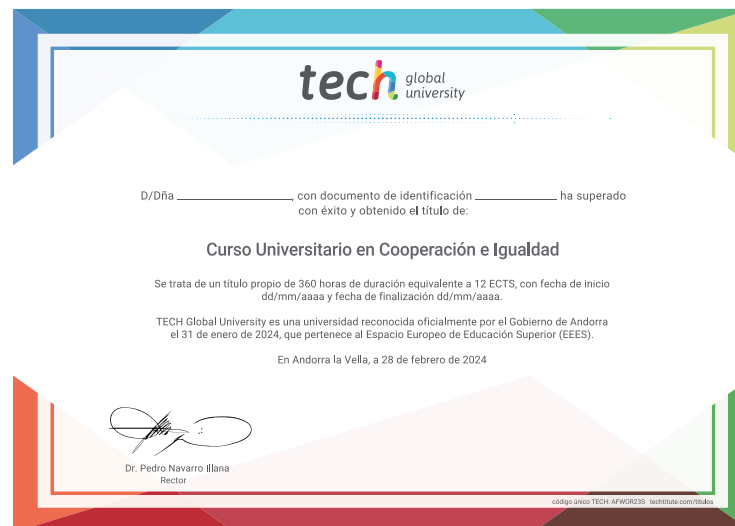 tech global
university
D/Dña ______________, con documento de identificación __________ ha superado
con éxito y obtenido el título de:
Curso Universitario en Cooperación e Igualdad
Se trata de un título propio de 360 horas de duración equivalente a 12 ECTS, con fecha de inicio
dd/mm/aaaa y fecha de finalización dd/mm/aaaa.
TECH Global University es una universidad reconocida oficialmente por el Gobierno de Andorra
el 31 de enero de 2024, que pertenece al Espacio Europeo de Educación Superior (EEES).
En Andorra la Vella, a 28 de febrero de 2024
Dr. Pedro Navarro Illana
Rector
código único TECH: AFWOR23S techtitute.com/titulos